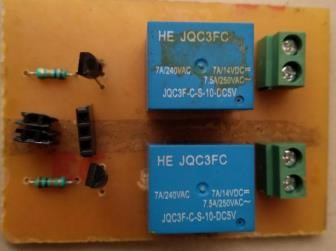 HE JQC3FC
7A/240VAC 7A/14VDC⎓
7.5A/250VAC~
JQC3F-C-S-10-DC5V
HE JQC3FC
7A/240VAC 7A/14VDC⎓
7.5A/250VAC~
JQC3F-C-S-10-DC5V